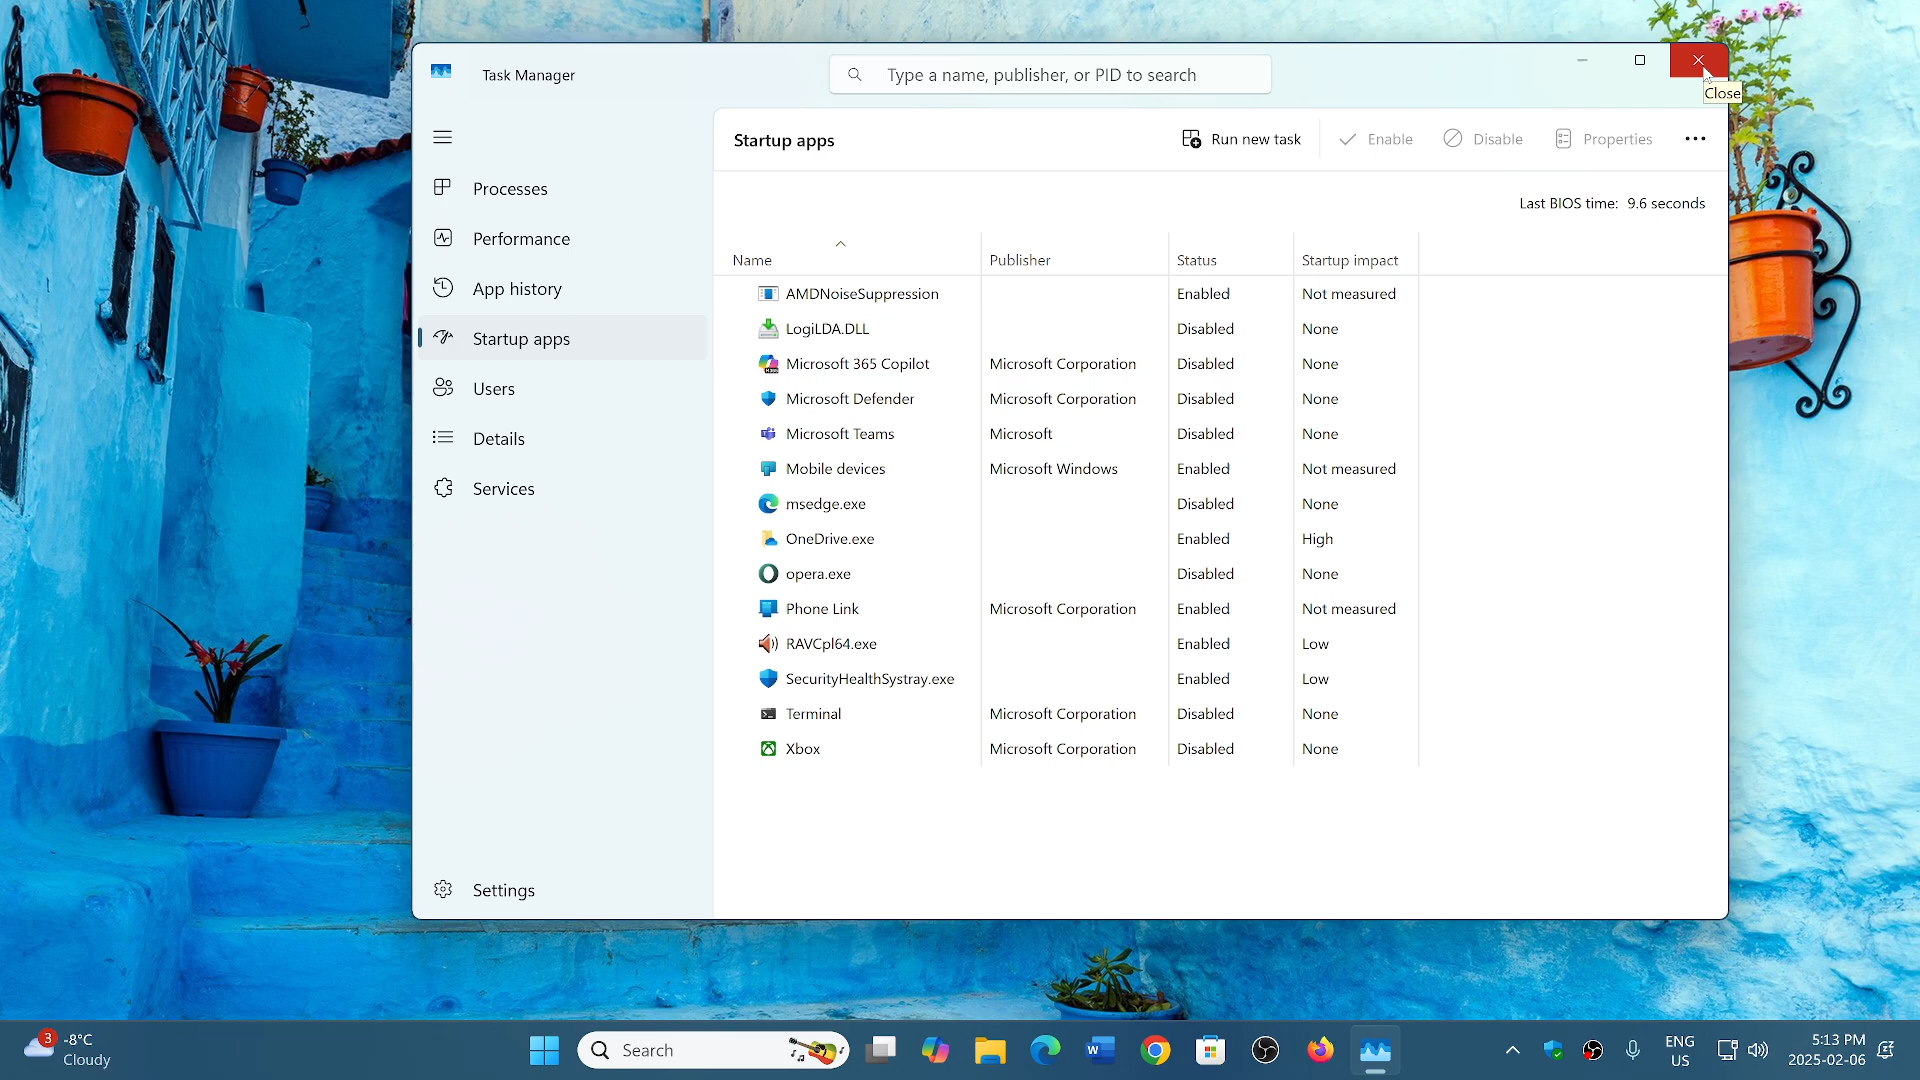 Task Manager
Type a name, publisher, or PID to search
Close
Startup apps
Run new task
Enable
Disable
Properties
Last BIOS time: 9.6 seconds
Processes
Performance
App history
Startup apps
Users
Details
Services
Settings
Name Publisher Status Startup impact
AMDNoiseSuppression Enabled Not measured
LogiLDA.DLL Disabled None
Microsoft 365 Copilot Microsoft Corporation Disabled None
Microsoft Defender Microsoft Corporation Disabled None
Microsoft Teams Microsoft Disabled None
Mobile devices Microsoft Windows Enabled Not measured
msedge.exe Disabled None
OneDrive.exe Enabled High
opera.exe Disabled None
Phone Link Microsoft Corporation Enabled Not measured
RAVCpl64.exe Enabled Low
SecurityHealthSystray.exe Enabled Low
Terminal Microsoft Corporation Disabled None
Xbox Microsoft Corporation Disabled None
3
-8°C
Cloudy
Search
ENG
US
5:13 PM
2025-02-06